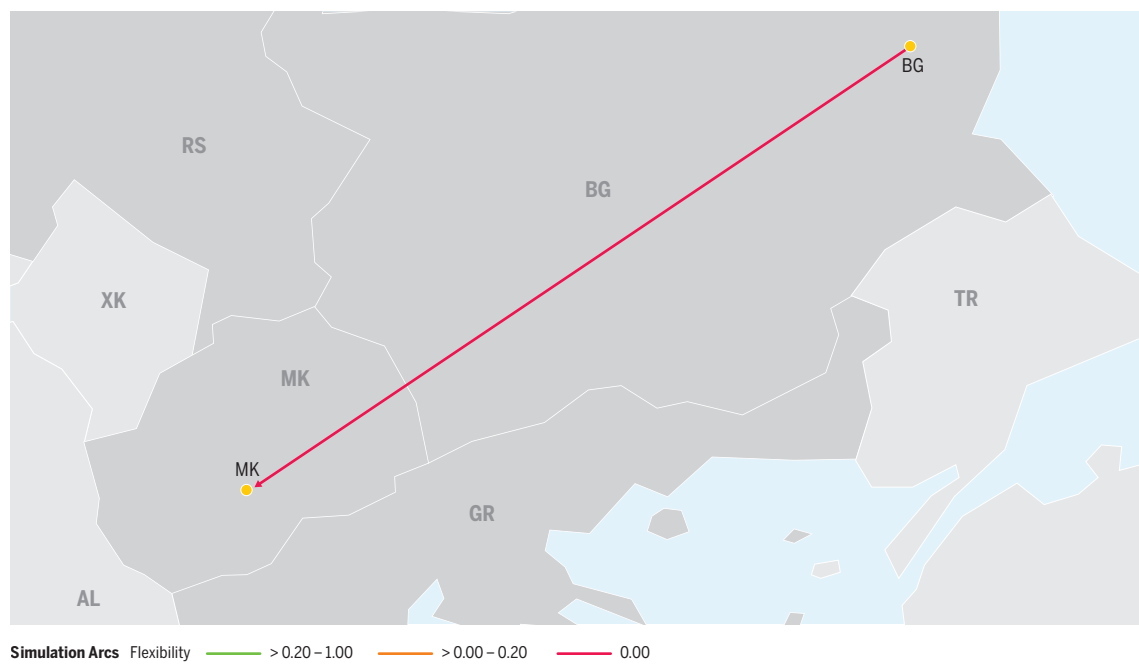 BG
RS
BG
XK
TR
MK
MK
GR
AL
Simulation Arcs Flexibility > 0.20 – 1.00 > 0.00 – 0.20 0.00